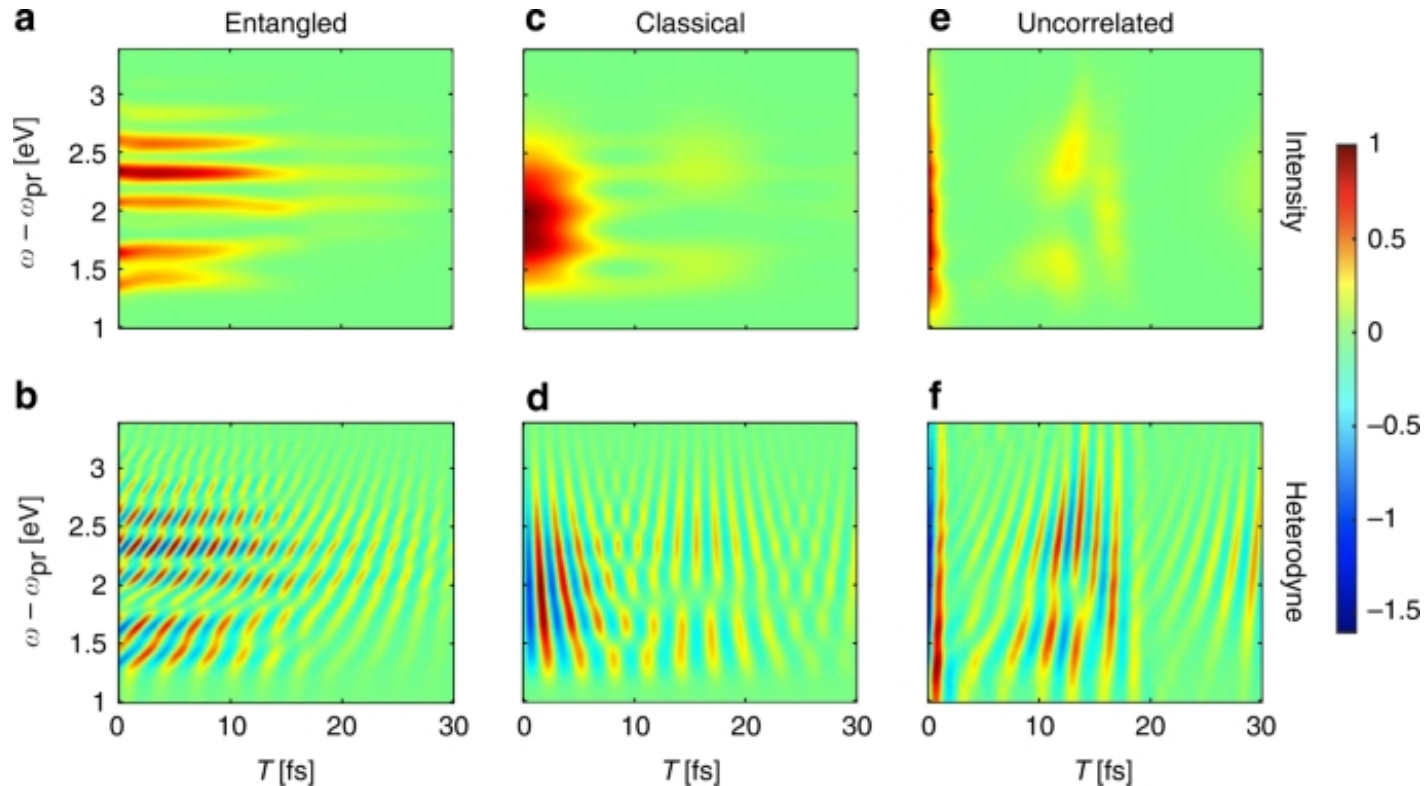 a Entangled c Classical e Uncorrelated
3
2.5
2
1.5
1
ω − ωpr [eV]
Intensity
1
0.5
0
−0.5
−1
−1.5
b d f
3
2.5
2
1.5
1
ω − ωpr [eV]
Heterodyne
0 10 20 30 0 10 20 30 0 10 20 30
T [fs] T [fs] T [fs]